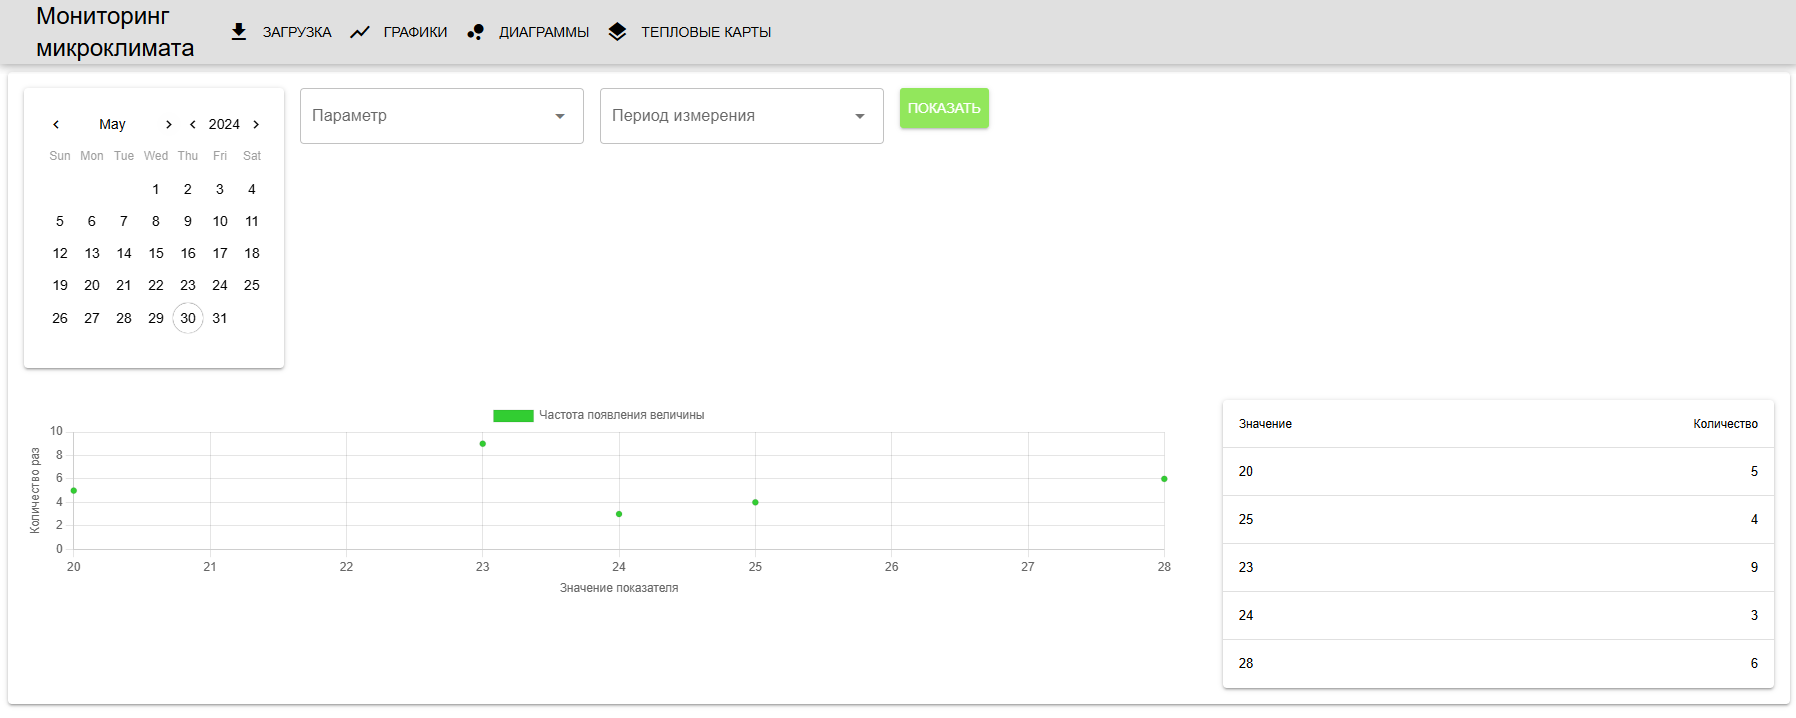 Мониторинг
микроклимата
ЗАГРУЗКА ГРАФИКИ ДИАГРАММЫ ТЕПЛОВЫЕ КАРТЫ
May 2024
Sun Mon Tue Wed Thu Fri Sat
1 2 3 4
5 6 7 8 9 10 11
12 13 14 15 16 17 18
19 20 21 22 23 24 25
26 27 28 29 30 31
Параметр
Период измерения
ПОКАЗАТЬ
Частота появления величины
Количество раз
10
8
6
4
2
0
20 21 22 23 24 25 26 27 28
Значение показателя
Значение Количество
20 5
25 4
23 9
24 3
28 6